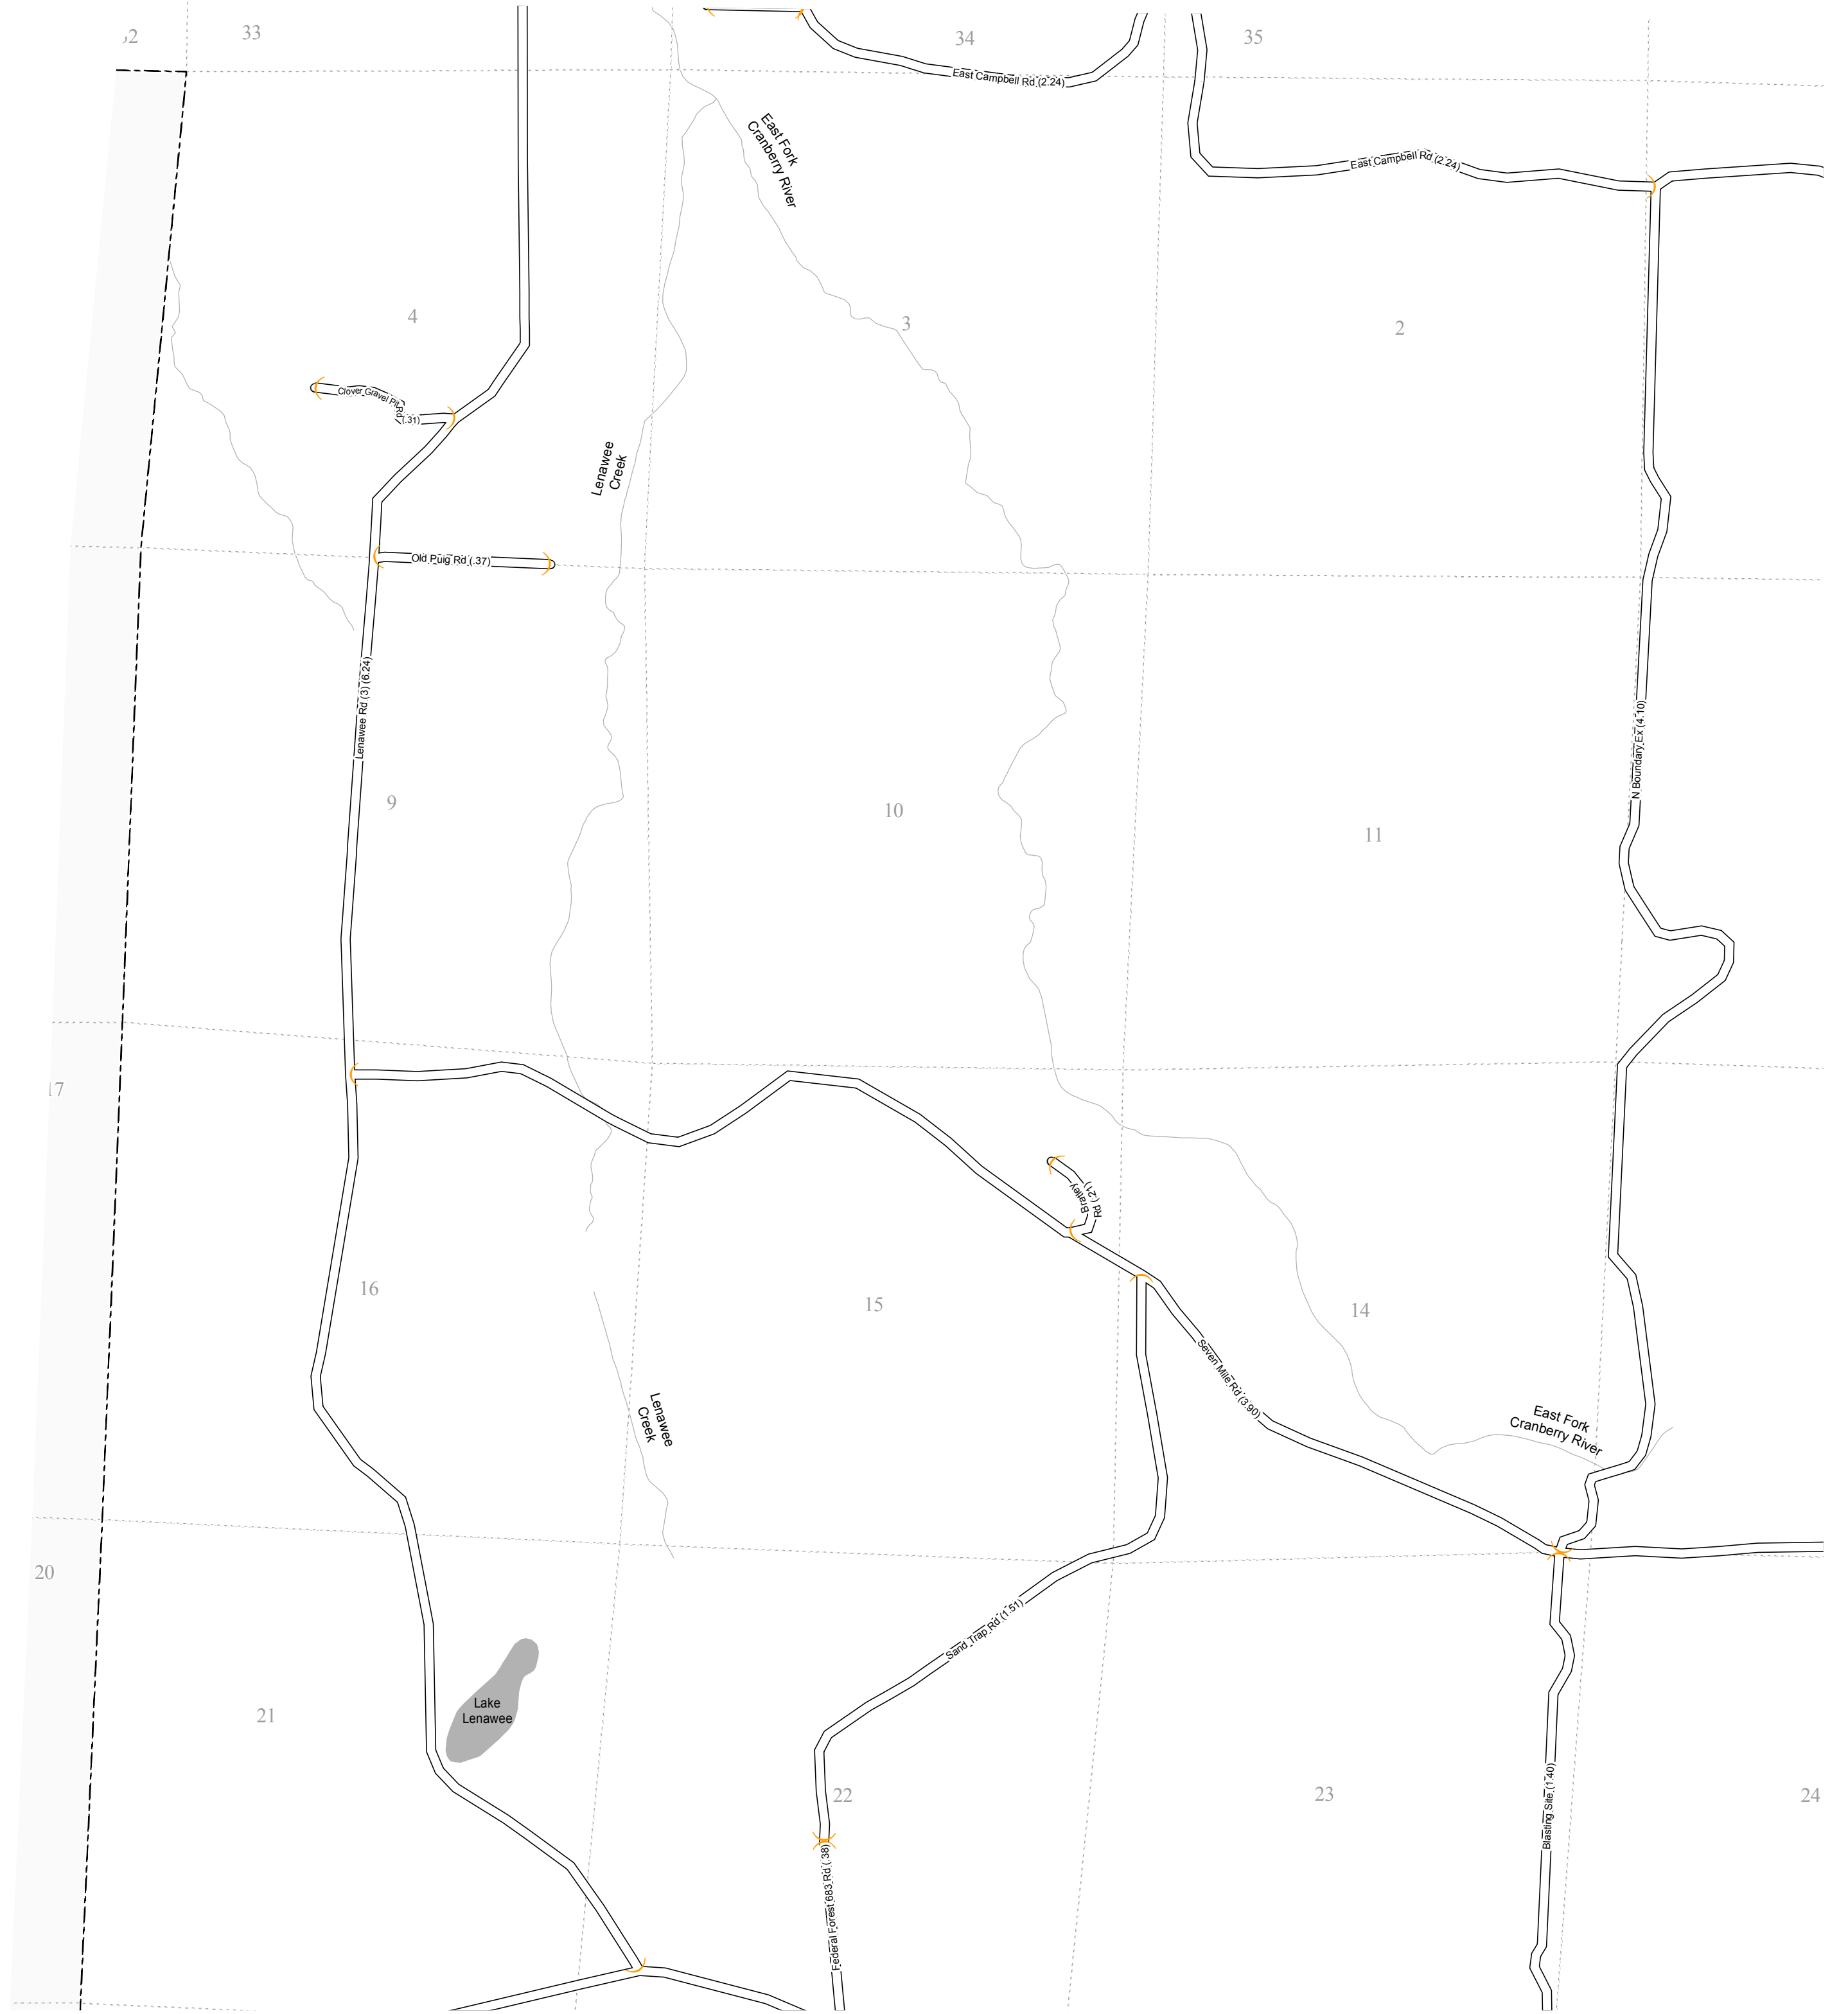 33
34
35
East Campbell Rd (2.24)
East Fork
Cranberry River
East Campbell Rd (2.24)
4
3
2
Clover Gravel Pit Rd (.31)
Lenawee
Creek
Old Puig Rd (.37)
Lenawee Rd (3) (6.24)
N Boundary Ex (4.10)
9
10
11
17
Bratley
Rd (.21)
16
15
14
Seven Mile Rd (3.90)
Lenawee
Creek
East Fork
Cranberry River
20
Sand Trap Rd (1.51)
Lake
Lenawee
21
22
23
24
Blasting Site (1.40)
Federal Forest 683 Rd (.38)